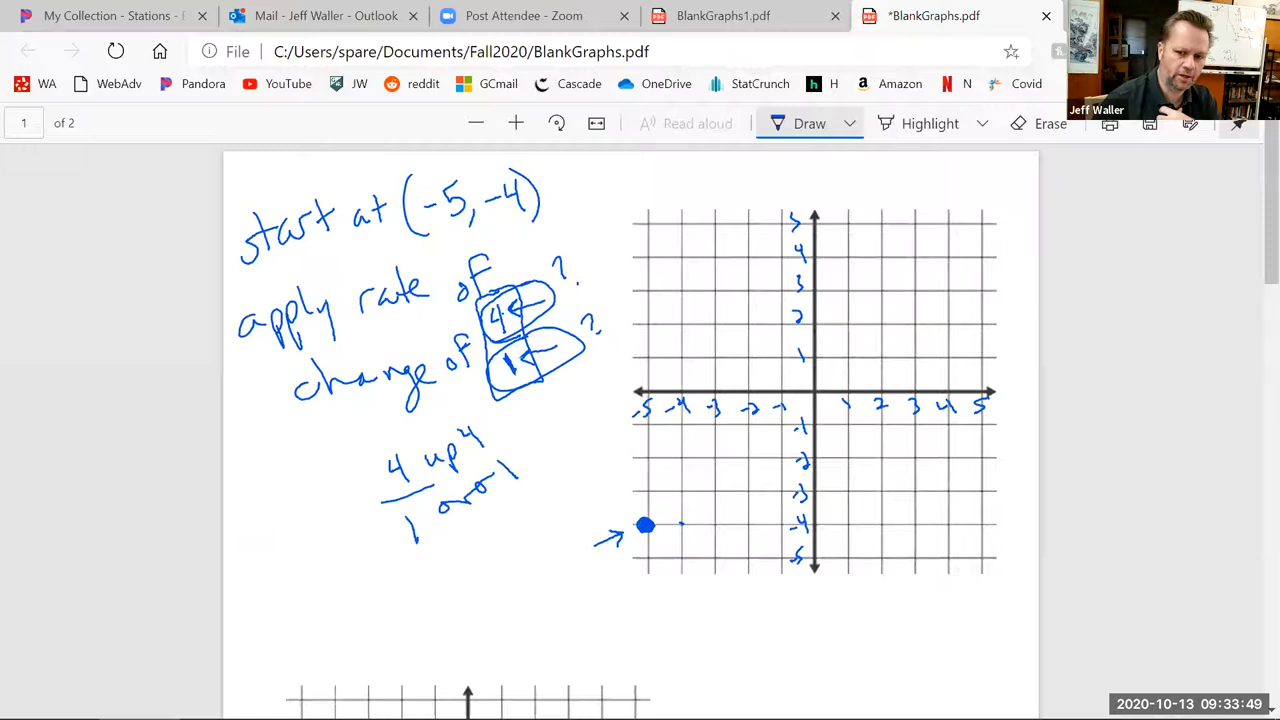 My Collection - Stations - P
Mail - Jeff Waller - Outlook
Post Attendee - Zoom
BlankGraphs1.pdf
*BlankGraphs.pdf
File C:/Users/spare/Documents/Fall2020/BlankGraphs.pdf
WA WebAdv Pandora YouTube JW reddit GCmail Cascade OneDrive StatCrunch H Amazon N Covid
Jeff Waller
1 of 2 Read aloud Draw Highlight Erase
start at (-5, -4)
apply rate of 4 ?
change of 1 ?
4 up 4
1 over 1
5
4
3
2
1
-5 -4 -3 -2 -1 1 2 3 4 5
-1
-2
-3
-4
-5
2020-10-13 09:33:49